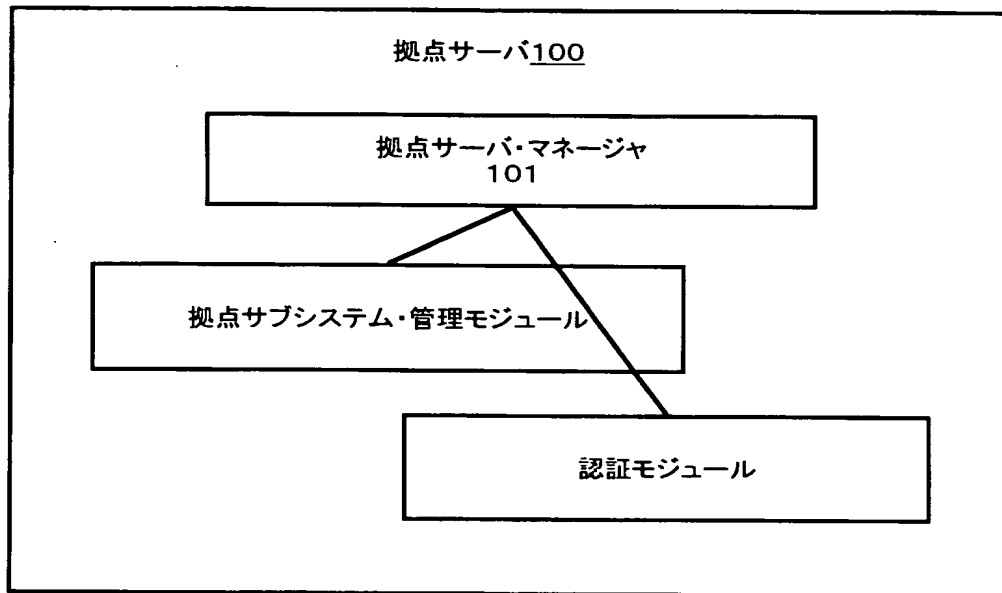 拠点サーバ100
拠点サーバ・マネージャ
101
拠点サブシステム・管理モジュール
認証モジュール